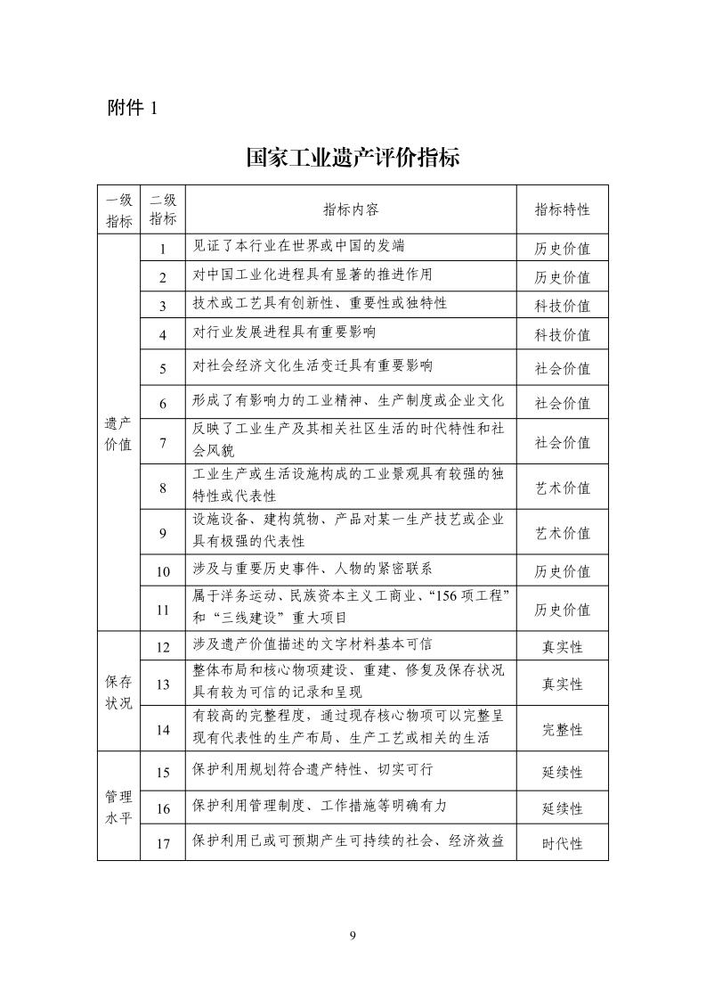 附件 1
国家工业遗产评价指标
一级
指标
二级
指标
指标内容
指标特性
遗产
价值
1
见证了本行业在世界或中国的发端
历史价值
2
对中国工业化进程具有显著的推进作用
历史价值
3
技术或工艺具有创新性、重要性或独特性
科技价值
4
对行业发展进程具有重要影响
科技价值
5
对社会经济文化生活变迁具有重要影响
社会价值
6
形成了有影响力的工业精神、生产制度或企业文化
社会价值
7
反映了工业生产及其相关社区生活的时代特性和社
会风貌
社会价值
8
工业生产或生活设施构成的工业景观具有较强的独
特性或代表性
艺术价值
9
设施设备、建构筑物、产品对某一生产技艺或企业
具有极强的代表性
艺术价值
10
涉及与重要历史事件、人物的紧密联系
历史价值
11
属于洋务运动、民族资本主义工商业、“156 项工程”
和“三线建设”重大项目
历史价值
保存
状况
12
涉及遗产价值描述的文字材料基本可信
真实性
13
整体布局和核心物项建设、重建、修复及保存状况
具有较为可信的记录和呈现
真实性
14
有较高的完整程度，通过现存核心物项可以完整呈
现有代表性的生产布局、生产工艺或相关的生活
完整性
管理
水平
15
保护利用规划符合遗产特性、切实可行
延续性
16
保护利用管理制度、工作措施等明确有力
延续性
17
保护利用已或可预期产生可持续的社会、经济效益
时代性
9